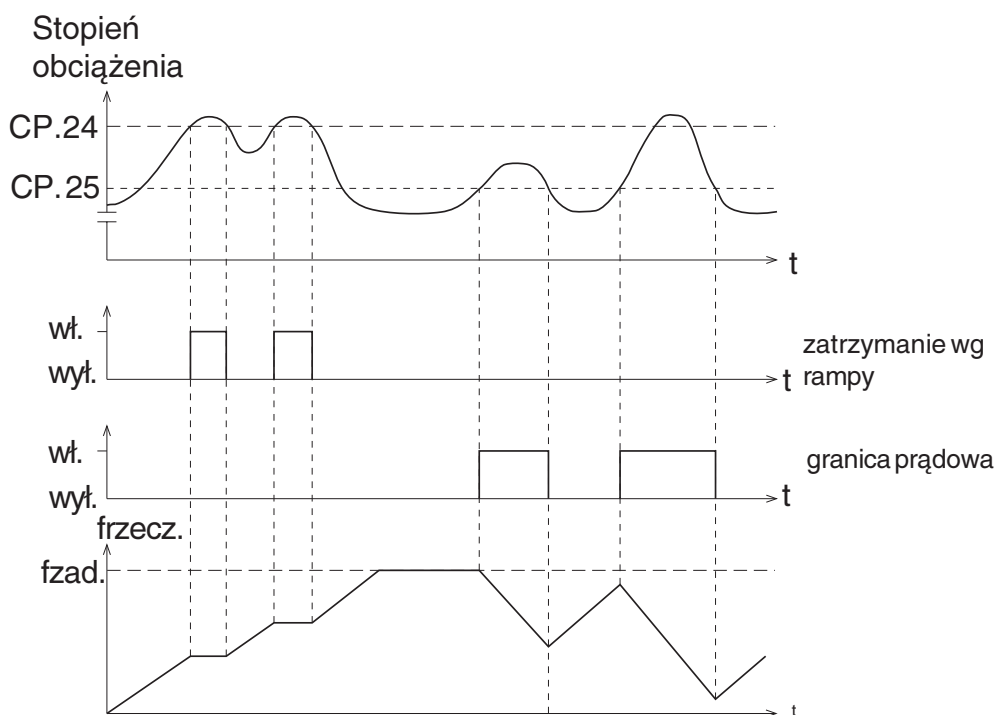 Stopień
obciążenia
CP.24
CP.25
t
wł.
wył.
t
zatrzymanie wg
rampy
wł.
wył.
t
granica prądowa
frzecz.
fzad.
t